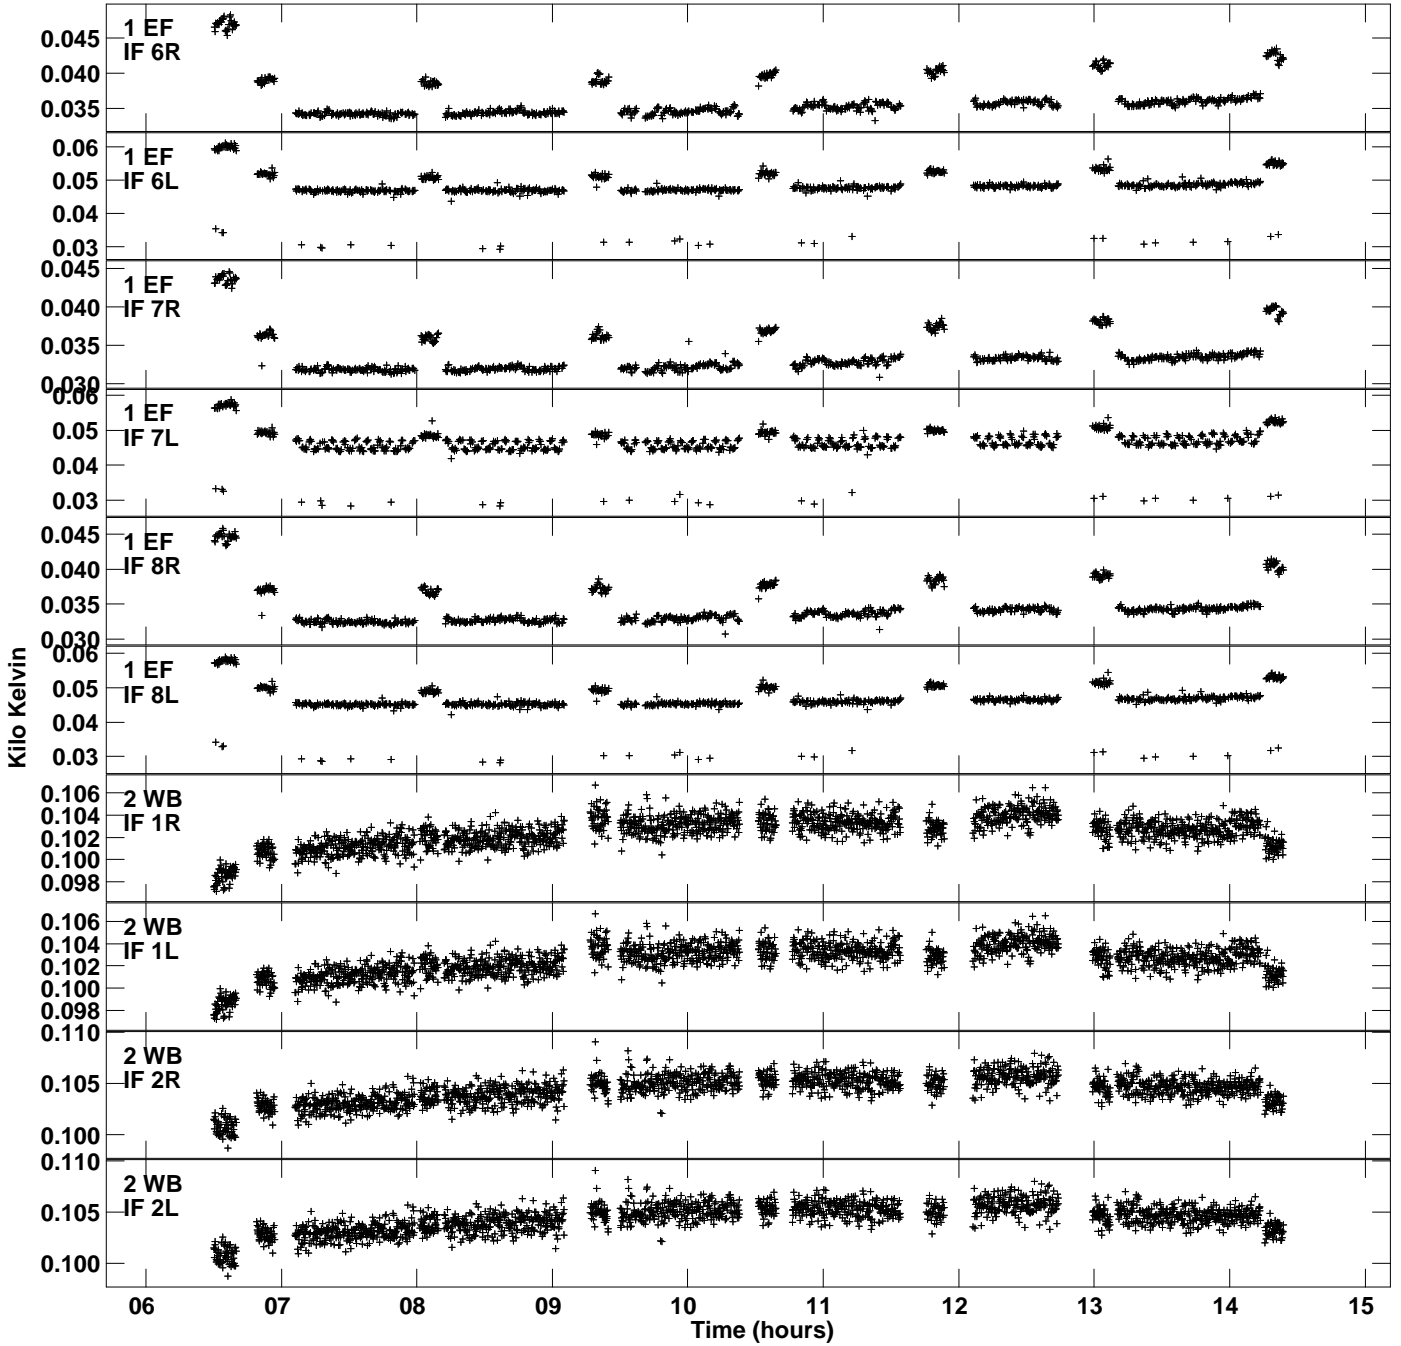 1 EF
IF 6R
0.045
0.040
0.035
1 EF
IF 6L
0.06
0.05
0.04
0.03
1 EF
IF 7R
0.045
0.040
0.035
0.030
1 EF
IF 7L
0.06
0.05
0.04
0.03
1 EF
IF 8R
0.045
0.040
0.035
0.030
1 EF
IF 8L
0.06
0.05
0.04
0.03
Kilo Kelvin
2 WB
IF 1R
0.106
0.104
0.102
0.100
0.098
2 WB
IF 1L
0.106
0.104
0.102
0.100
0.098
2 WB
IF 2R
0.110
0.105
0.100
2 WB
IF 2L
0.110
0.105
0.100
06 07 08 09 10 11 12 13 14 15
Time (hours)